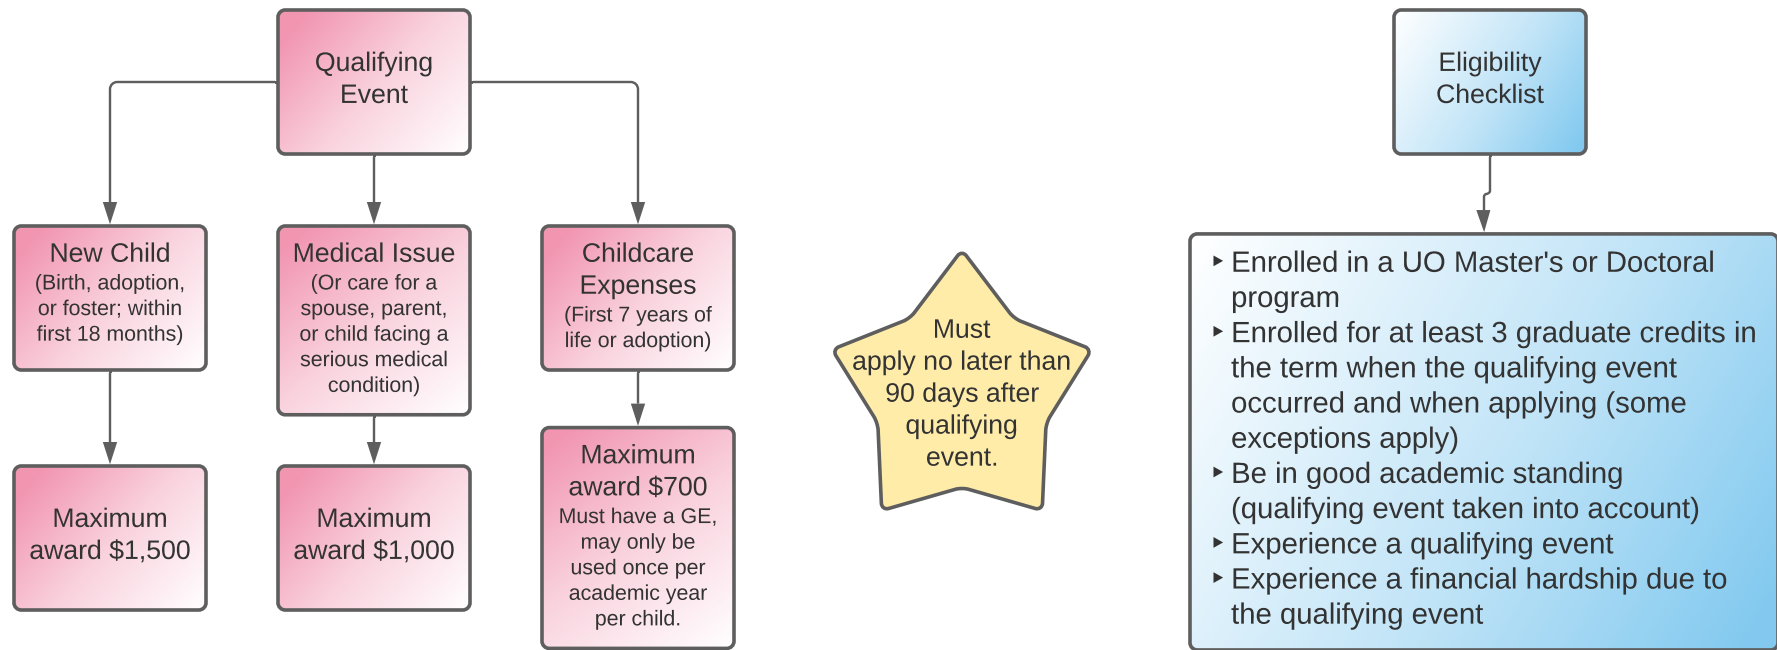 Qualifying
Event
New Child
(Birth, adoption,
or foster; within
first 18 months)
Maximum
award $1,500
Medical Issue
(Or care for a
spouse, parent,
or child facing a
serious medical
condition)
Maximum
award $1,000
Childcare
Expenses
(First 7 years of
life or adoption)
Maximum
award $700
Must have a GE,
may only be
used once per
academic year
per child.
Must
apply no later than
90 days after
qualifying
event.
Eligibility
Checklist
‣ Enrolled in a UO Master's or Doctoral
program
‣ Enrolled for at least 3 graduate credits in
the term when the qualifying event
occurred and when applying (some
exceptions apply)
‣ Be in good academic standing
(qualifying event taken into account)
‣ Experience a qualifying event
‣ Experience a financial hardship due to
the qualifying event